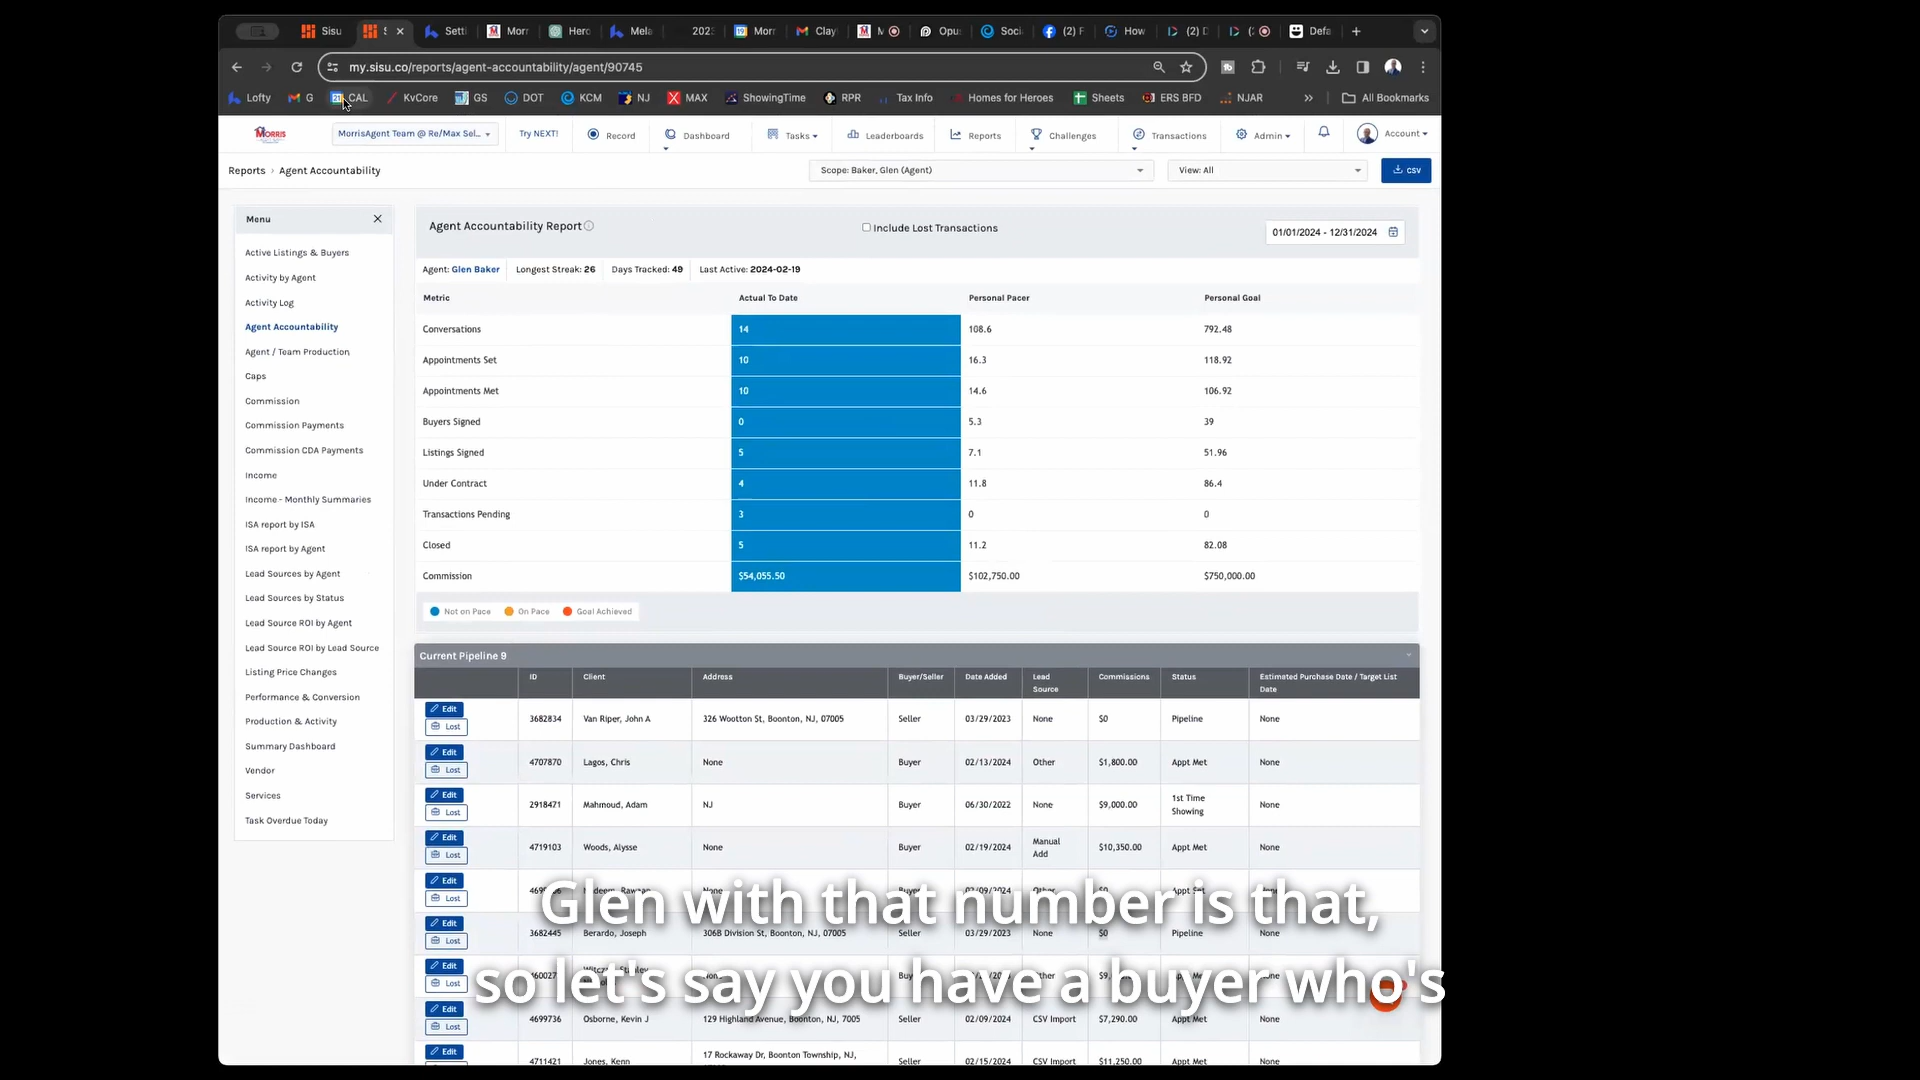 Sisu
S
Setti
Morr
Hero
Mela
2023
Morr
Clay
M
Opu
Soci
(2) F
How
(2) D
(
Defa
my.sisu.co/reports/agent-accountability/agent/90745
Lofty
G
CAL
KvCore
GS
DOT
KCM
NJ
MAX
ShowingTime
RPR
Tax Info
Homes for Heroes
Sheets
ERS BFD
NJAR
All Bookmarks
MORRIS
MorrisAgent Team @ Re/Max Sel...
Try NEXT!
Record
Dashboard
Tasks
Leaderboards
Reports
Challenges
Transactions
Admin
Account
Reports › Agent Accountability
Scope: Baker, Glen (Agent)
View: All
CSV
Menu
Active Listings & Buyers
Activity by Agent
Activity Log
Agent Accountability
Agent / Team Production
Caps
Commission
Commission Payments
Commission CDA Payments
Income
Income - Monthly Summaries
ISA report by ISA
ISA report by Agent
Lead Sources by Agent
Lead Sources by Status
Lead Source ROI by Agent
Lead Source ROI by Lead Source
Listing Price Changes
Performance & Conversion
Production & Activity
Summary Dashboard
Vendor
Services
Task Overdue Today
Agent Accountability Report
Include Lost Transactions
01/01/2024 - 12/31/2024
Agent: Glen Baker Longest Streak: 26 Days Tracked: 49 Last Active: 2024-02-19
Metric Actual To Date Personal Pacer Personal Goal
Conversations 14 108.6 792.48
Appointments Set 10 16.3 118.92
Appointments Met 10 14.6 106.92
Buyers Signed 0 5.3 39
Listings Signed 5 7.1 51.96
Under Contract 4 11.8 86.4
Transactions Pending 3 0 0
Closed 5 11.2 82.08
Commission $54,055.50 $102,750.00 $750,000.00
Not on Pace On Pace Goal Achieved
Current Pipeline 9
ID Client Address Buyer/Seller Date Added Lead Source Commissions Status Estimated Purchase Date / Target List Date
Edit Lost 3682834 Van Riper, John A 326 Wootton St, Boonton, NJ, 07005 Seller 03/29/2023 None $0 Pipeline None
Edit Lost 4707870 Lagos, Chris None Buyer 02/13/2024 Other $1,800.00 Appt Met None
Edit Lost 2918471 Mahmoud, Adam NJ Buyer 06/30/2022 None $9,000.00 1st Time Showing None
Edit Lost 4719103 Woods, Alysse None Buyer 02/19/2024 Manual Add $10,350.00 Appt Met None
Edit Lost
Glen with that number is that,
Edit Lost 3682445 Berardo, Joseph 306B Division St, Boonton, NJ, 07005 Seller 03/29/2023 None $0 Pipeline None
Edit Lost
so let's say you have a buyer who's
Edit Lost 4699736 Osborne, Kevin J 129 Highland Avenue, Boonton, NJ, 7005 Seller 02/09/2024 CSV Import $7,290.00 Appt Met None
Edit 4711421 Jones, Kenn 17 Rockaway Dr, Boonton Township, NJ, Seller 02/15/2024 CSV Import $11,250.00 Appt Met None